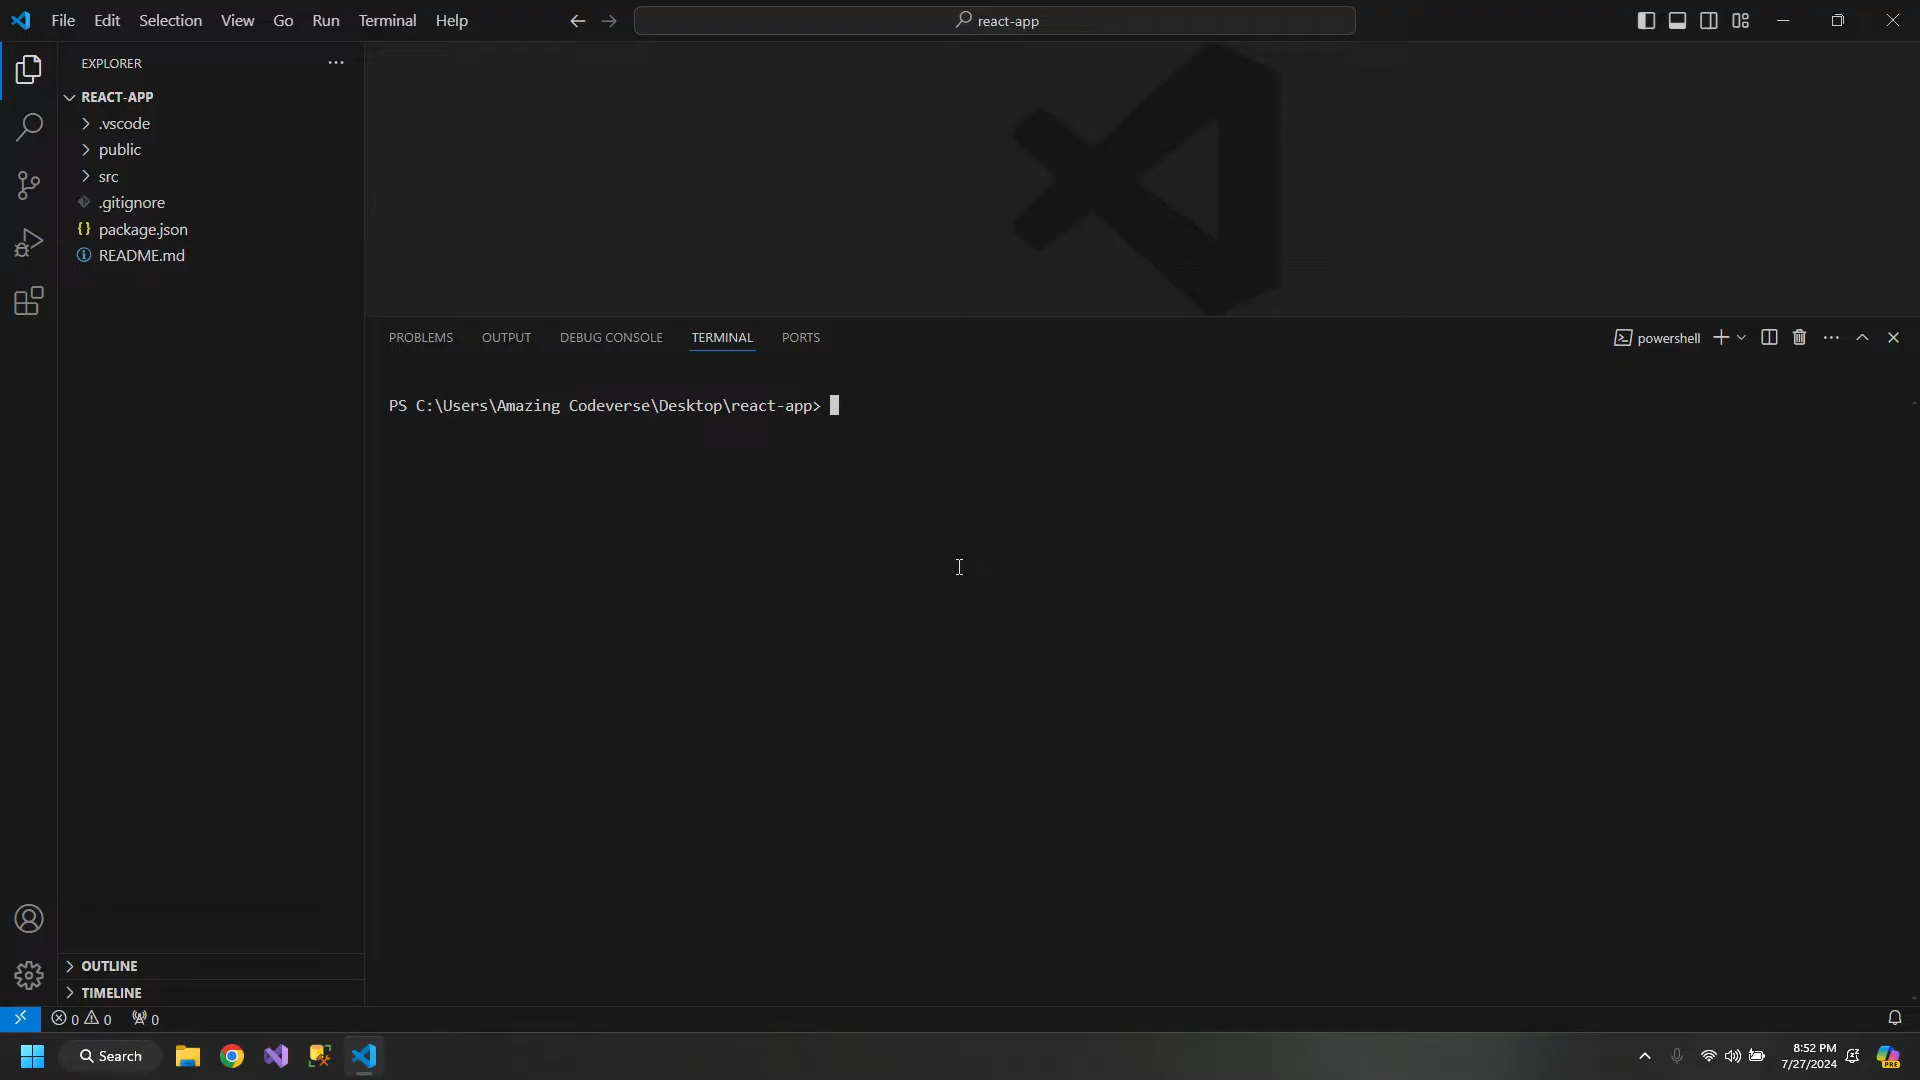 File Edit Selection View Go Run Terminal Help
react-app
EXPLORER
REACT-APP
.vscode
public
src
.gitignore
package.json
README.md
PROBLEMS OUTPUT DEBUG CONSOLE TERMINAL PORTS
powershell
PS C:\Users\Amazing Codeverse\Desktop\react-app>
OUTLINE
TIMELINE
0 0 0
Search
8:52 PM
7/27/2024
PRE